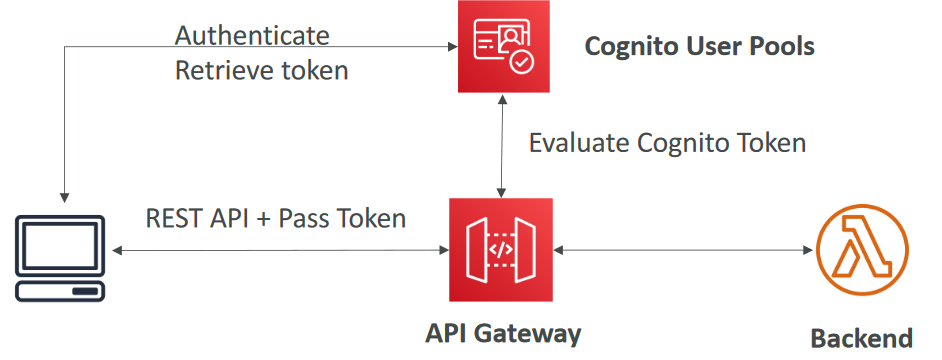 Authenticate
Retrieve token
Cognito User Pools
Evaluate Cognito Token
REST API + Pass Token
</>
API Gateway
Backend